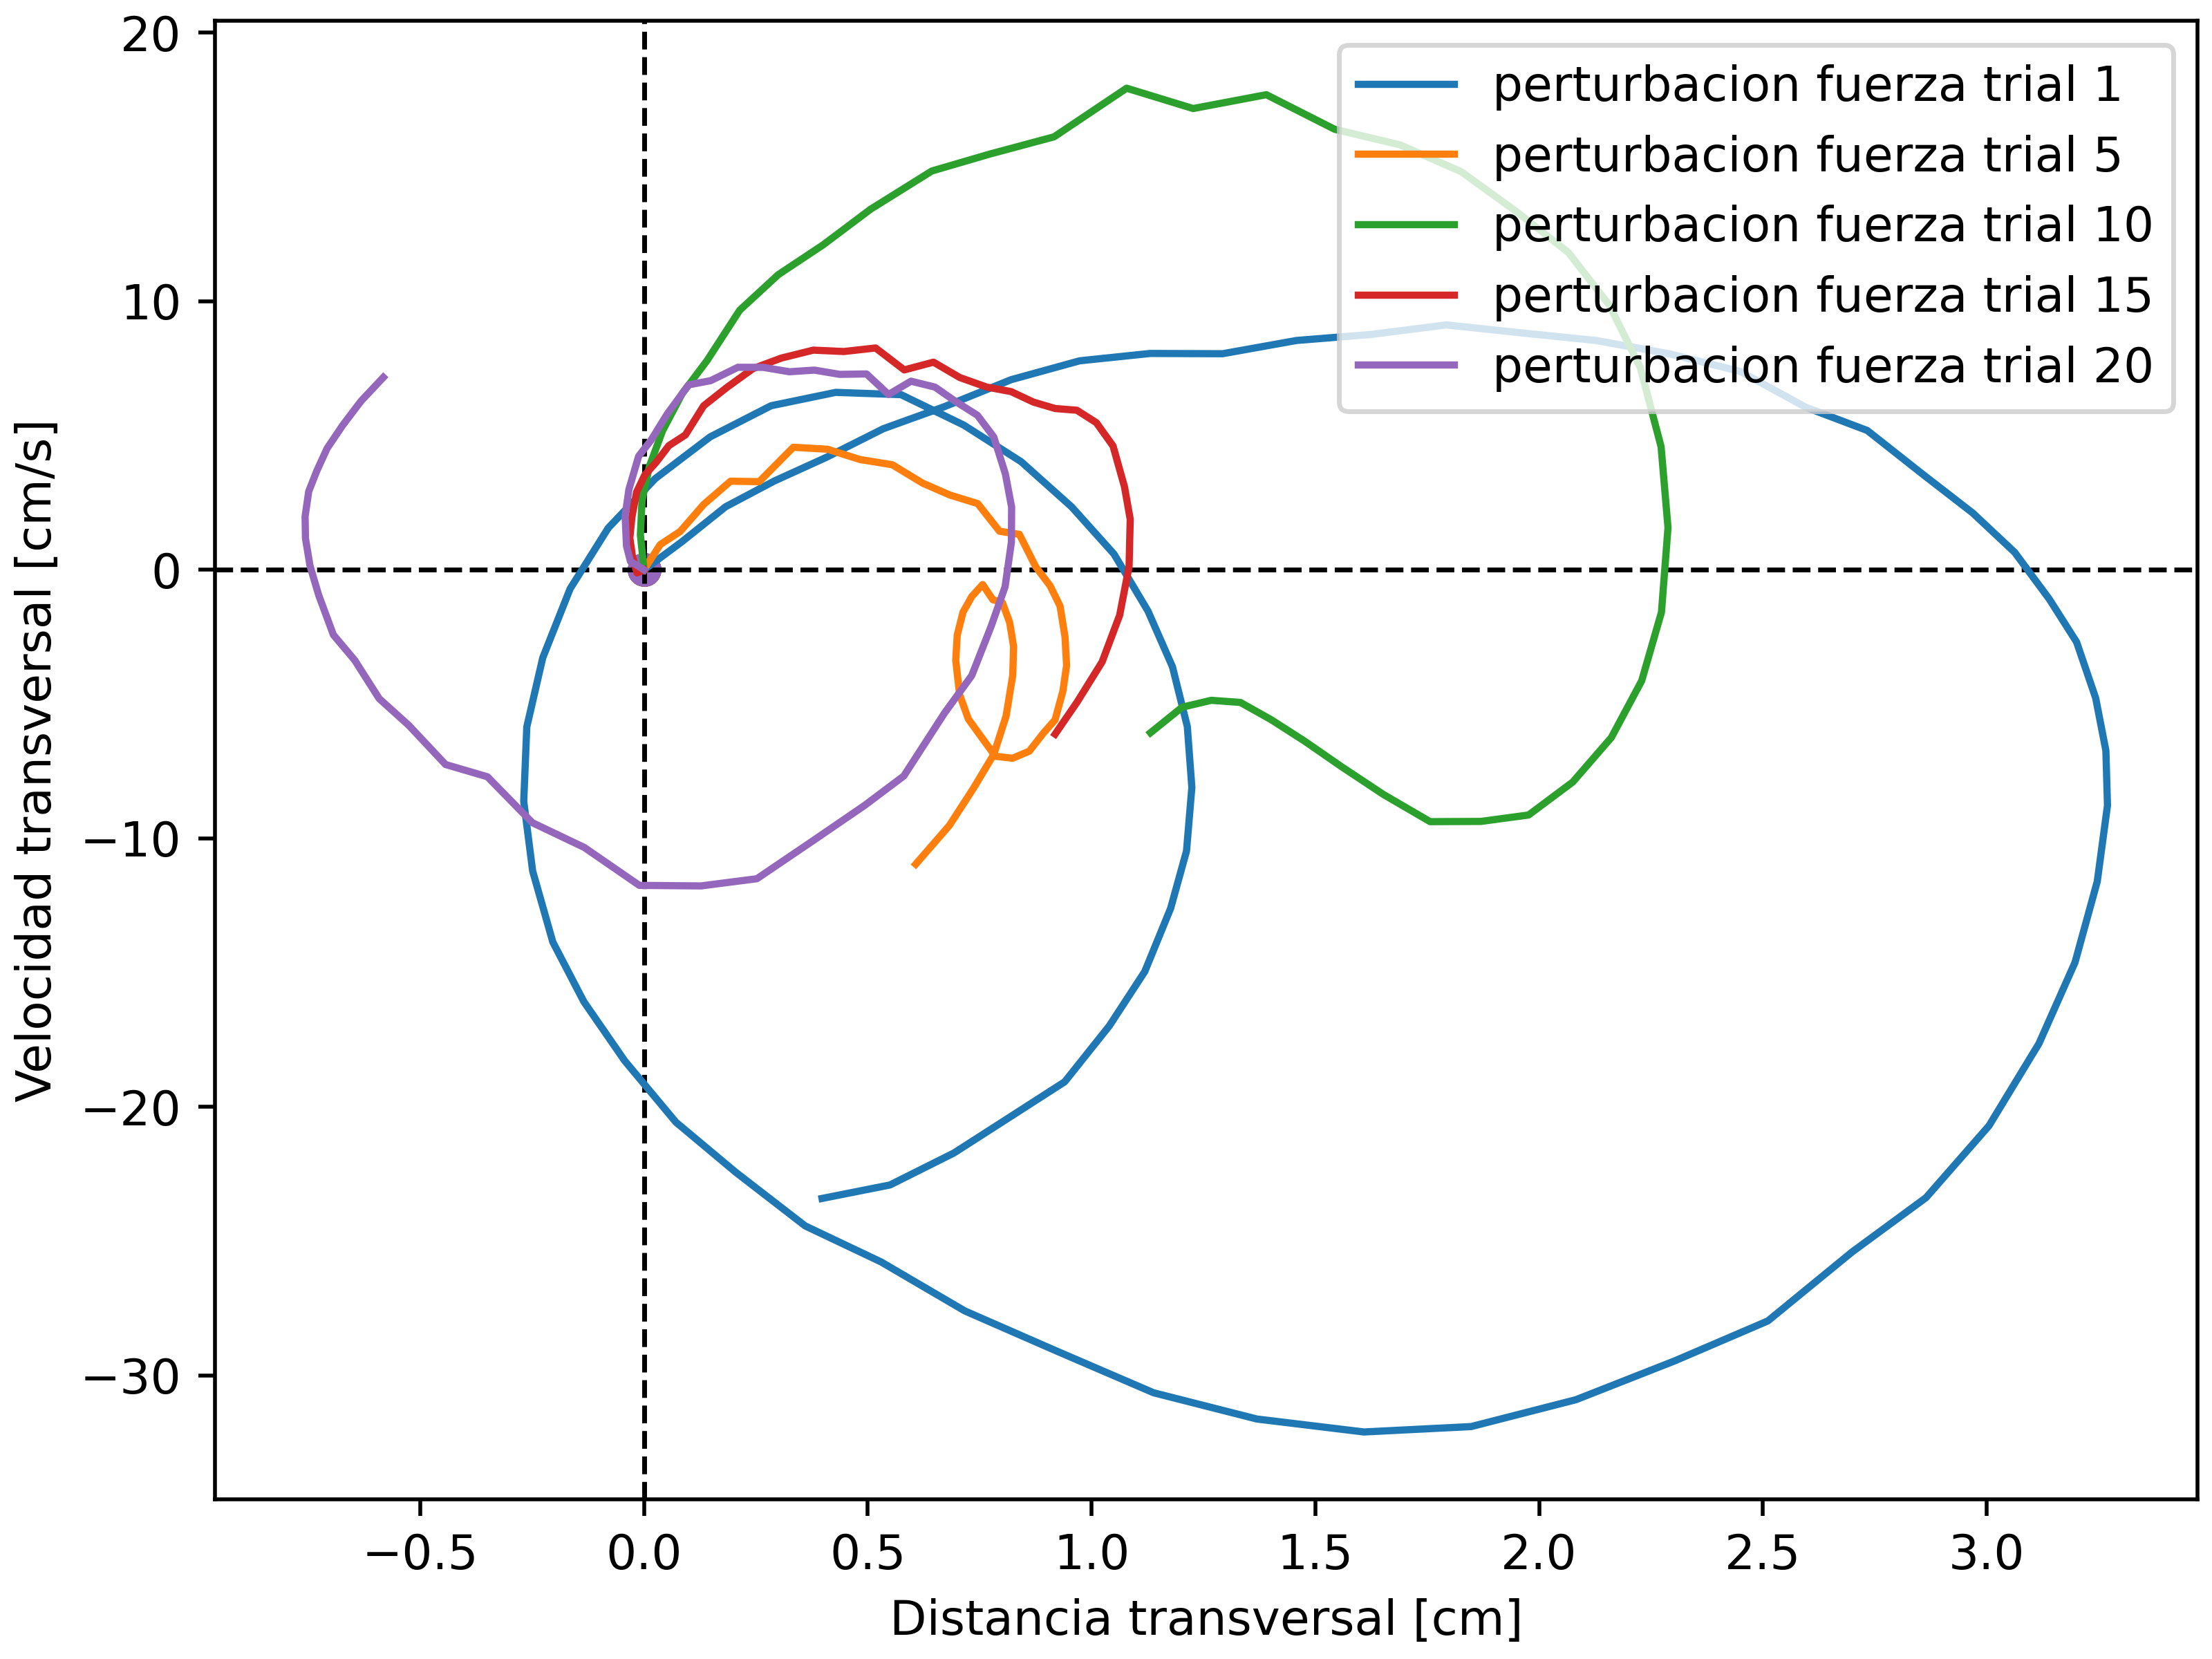 20
10
0
−10
−20
−30
Velocidad transversal [cm/s]
perturbacion fuerza trial 1
perturbacion fuerza trial 5
perturbacion fuerza trial 10
perturbacion fuerza trial 15
perturbacion fuerza trial 20
−0.5 0.0 0.5 1.0 1.5 2.0 2.5 3.0
Distancia transversal [cm]